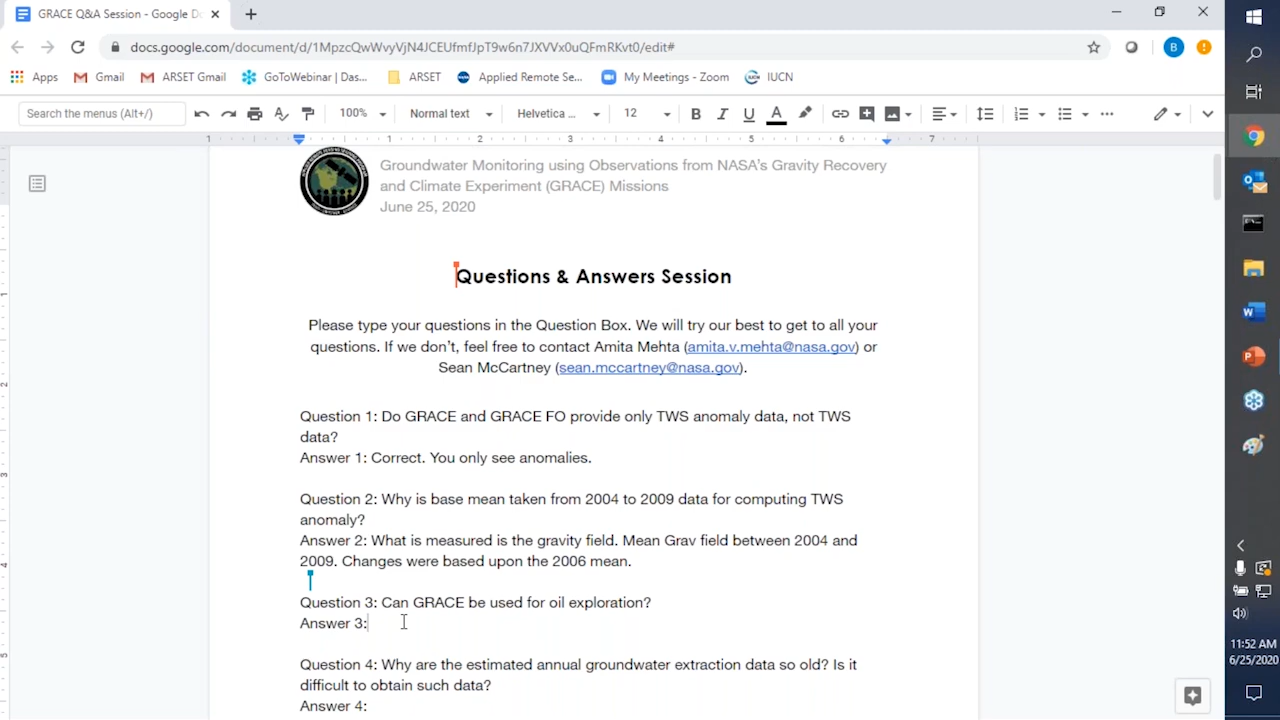 GRACE Q&A Session - Google D
docs.google.com/document/d/1MpzcQwWvyVjN4JCEUfmfJpT9w6n7JXVVx0uQFmRKvt0/edit#
B
Apps Gmail ARSET Gmail GoToWebinar | Das... ARSET Applied Remote Se... My Meetings - Zoom IUCN
Search the menus (Alt+/) 100% Normal text Helvetica ... 12 B I U A
1 1 2 3 4 5 6 7
Groundwater Monitoring using Observations from NASA's Gravity Recovery
and Climate Experiment (GRACE) Missions
June 25, 2020
Questions & Answers Session
Please type your questions in the Question Box. We will try our best to get to all your
questions. If we don't, feel free to contact Amita Mehta (amita.v.mehta@nasa.gov) or
Sean McCartney (sean.mccartney@nasa.gov).
Question 1: Do GRACE and GRACE FO provide only TWS anomaly data, not TWS
data?
Answer 1: Correct. You only see anomalies.
Question 2: Why is base mean taken from 2004 to 2009 data for computing TWS
anomaly?
Answer 2: What is measured is the gravity field. Mean Grav field between 2004 and
2009. Changes were based upon the 2006 mean.
Question 3: Can GRACE be used for oil exploration?
Answer 3:
Question 4: Why are the estimated annual groundwater extraction data so old? Is it
difficult to obtain such data?
Answer 4:
11:52 AM
6/25/2020